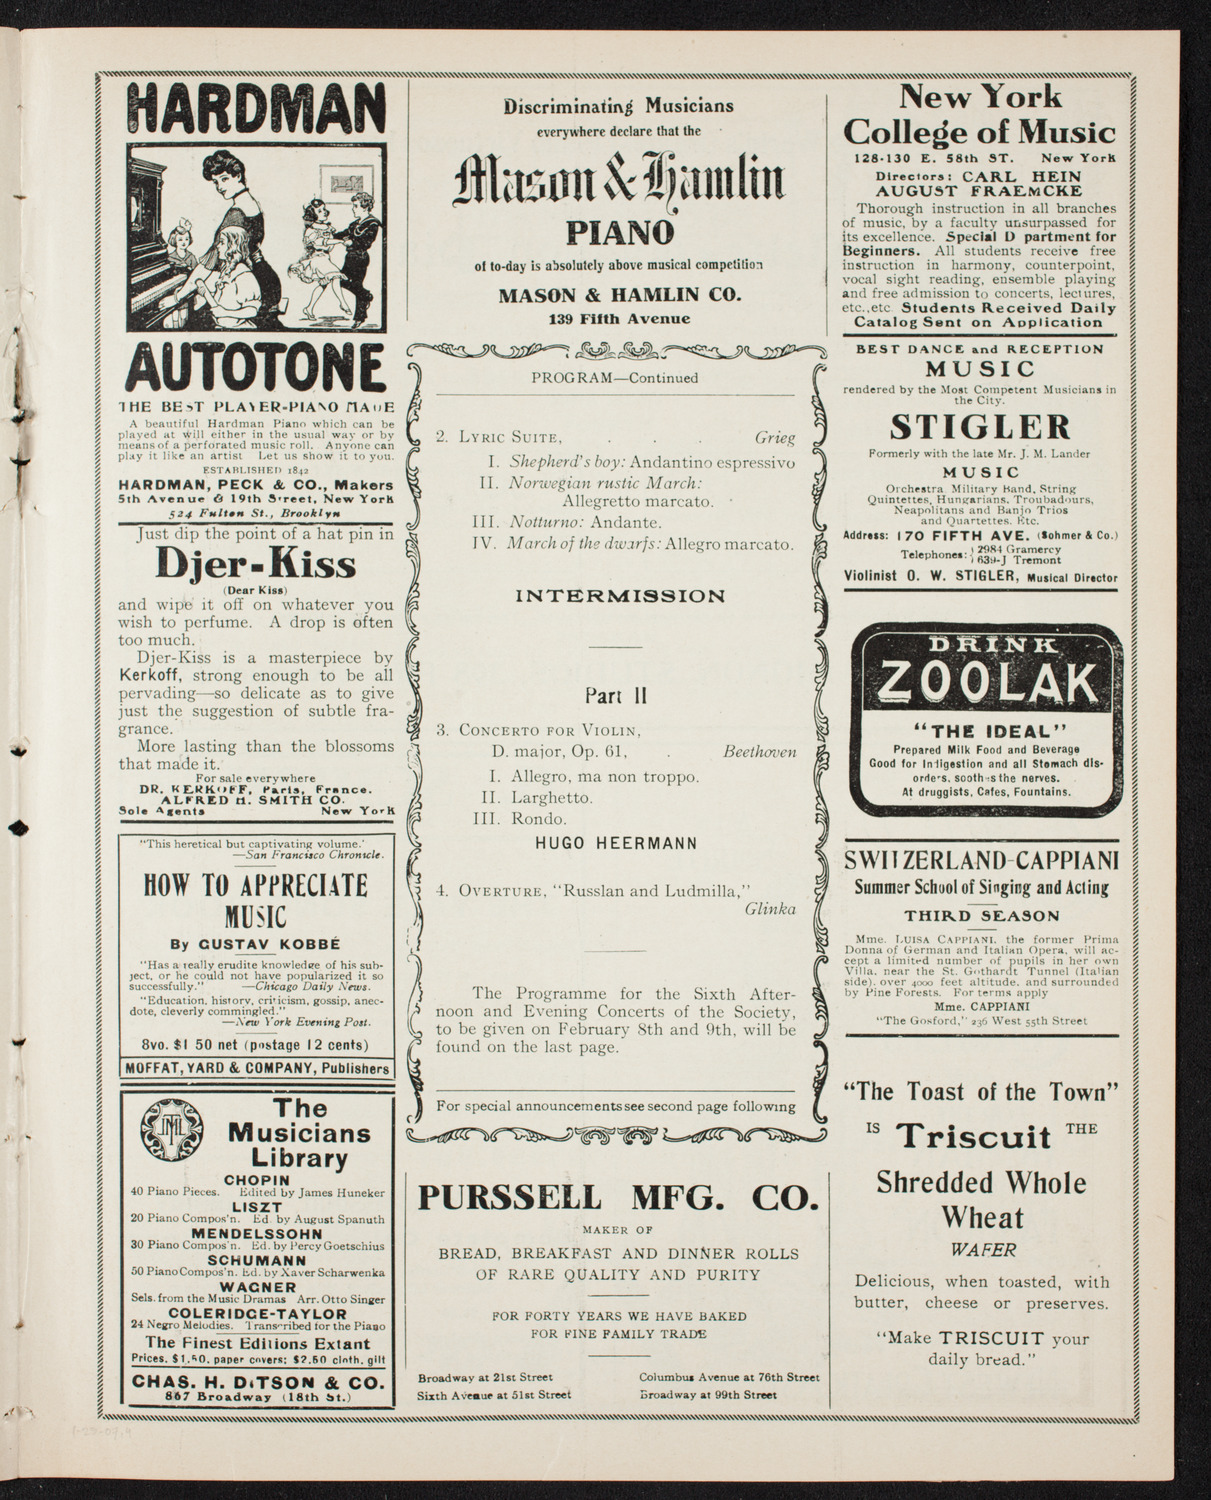 HARDMAN
AUTOTONE
THE BEST PLAYER-PIANO MADE
A beautiful Hardman Piano which can be
played at will either in the usual way or by
means of a perforated music roll. Anyone can
play it like an artist Let us show it to you.
ESTABLISHED 1842
HARDMAN, PECK & CO., Makers
5th Avenue & 19th Street, New York
524 Fulton St., Brooklyn
Just dip the point of a hat pin in
Djer-Kiss
(Dear Kiss)
and wipe it off on whatever you
wish to perfume. A drop is often
too much.
Djer-Kiss is a masterpiece by
Kerkoff, strong enough to be all
pervading—so delicate as to give
just the suggestion of subtle fra-
grance.
More lasting than the blossoms
that made it.
For sale everywhere
DR. KERKOFF, Paris, France.
ALFRED H. SMITH CO.
Sole Agents New York
"This heretical but captivating volume."
—San Francisco Chronicle.
HOW TO APPRECIATE
MUSIC
By GUSTAV KOBBÉ
"Has a really erudite knowledge of his sub-
ject, or he could not have popularized it so
successfully." —Chicago Daily News.
"Education, history, criticism, gossip, anec-
dote, cleverly commingled."
—New York Evening Post.
8vo. $1 50 net (postage 12 cents)
MOFFAT, YARD & COMPANY, Publishers
The
Musicians
Library
CHOPIN
40 Piano Pieces. Edited by James Huneker
LISZT
20 Piano Compos'n. Ed. by August Spanuth
MENDELSSOHN
30 Piano Compos'n. Ed. by Percy Goetschius
SCHUMANN
50 Piano Compos'n. Ed. by Xaver Scharwenka
WAGNER
Sels. from the Music Dramas Arr. Otto Singer
COLERIDGE-TAYLOR
24 Negro Melodies. Transcribed for the Piano
The Finest Editions Extant
Prices, $1.50, paper covers; $2.50 cloth, gilt
CHAS. H. DITSON & CO.
867 Broadway (18th St.)
Discriminating Musicians
everywhere declare that the
Mason & Hamlin
PIANO
of to-day is absolutely above musical competition
MASON & HAMLIN CO.
139 Fifth Avenue
PROGRAM—Continued
2. LYRIC SUITE, . . . Grieg
I. Shepherd's boy: Andantino espressivo
II. Norwegian rustic March:
Allegretto marcato.
III. Notturno: Andante.
IV. March of the dwarfs: Allegro marcato.
INTERMISSION
Part II
3. CONCERTO FOR VIOLIN,
D. major, Op. 61, . Beethoven
I. Allegro, ma non troppo.
II. Larghetto.
III. Rondo.
HUGO HEERMANN
4. OVERTURE, "Russlan and Ludmilla,"
Glinka
The Programme for the Sixth After-
noon and Evening Concerts of the Society,
to be given on February 8th and 9th, will be
found on the last page.
For special announcements see second page following
PURSSELL MFG. CO.
MAKER OF
BREAD, BREAKFAST AND DINNER ROLLS
OF RARE QUALITY AND PURITY
FOR FORTY YEARS WE HAVE BAKED
FOR FINE FAMILY TRADE
Broadway at 21st Street Columbus Avenue at 76th Street
Sixth Avenue at 51st Street Broadway at 99th Street
New York
College of Music
128-130 E. 58th ST. New York
Directors: CARL HEIN
AUGUST FRAEMCKE
Thorough instruction in all branches
of music, by a faculty unsurpassed for
its excellence. Special D partment for
Beginners. All students receive free
instruction in harmony, counterpoint,
vocal sight reading, ensemble playing
and free admission to concerts, lectures,
etc., etc. Students Received Daily
Catalog Sent on Application
BEST DANCE and RECEPTION
MUSIC
rendered by the Most Competent Musicians in
the City.
STIGLER
Formerly with the late Mr. J. M. Lander
MUSIC
Orchestra, Military Band, String
Quintettes, Hungarians, Troubadours,
Neapolitans and Banjo Trios
and Quartettes, Etc.
Address: 170 FIFTH AVE. (Sohmer & Co.)
Telephones: 2984 Gramercy
639-J Tremont
Violinist O. W. STIGLER, Musical Director
DRINK
ZOOLAK
"THE IDEAL"
Prepared Milk Food and Beverage
Good for Indigestion and all Stomach dis-
orders, sooths the nerves.
At druggists, Cafes, Fountains.
SWITZERLAND-CAPPIANI
Summer School of Singing and Acting
THIRD SEASON
Mme. LUISA CAPPIANI, the former Prima
Donna of German and Italian Opera, will ac-
cept a limited number of pupils in her own
Villa, near the St. Gothardt Tunnel (Italian
side), over 4000 feet altitude, and surrounded
by Pine Forests. For terms apply
Mme. CAPPIANI
"The Gosford," 236 West 55th Street
"The Toast of the Town"
IS Triscuit THE
Shredded Whole
Wheat
WAFER
Delicious, when toasted, with
butter, cheese or preserves.
"Make TRISCUIT your
daily bread."